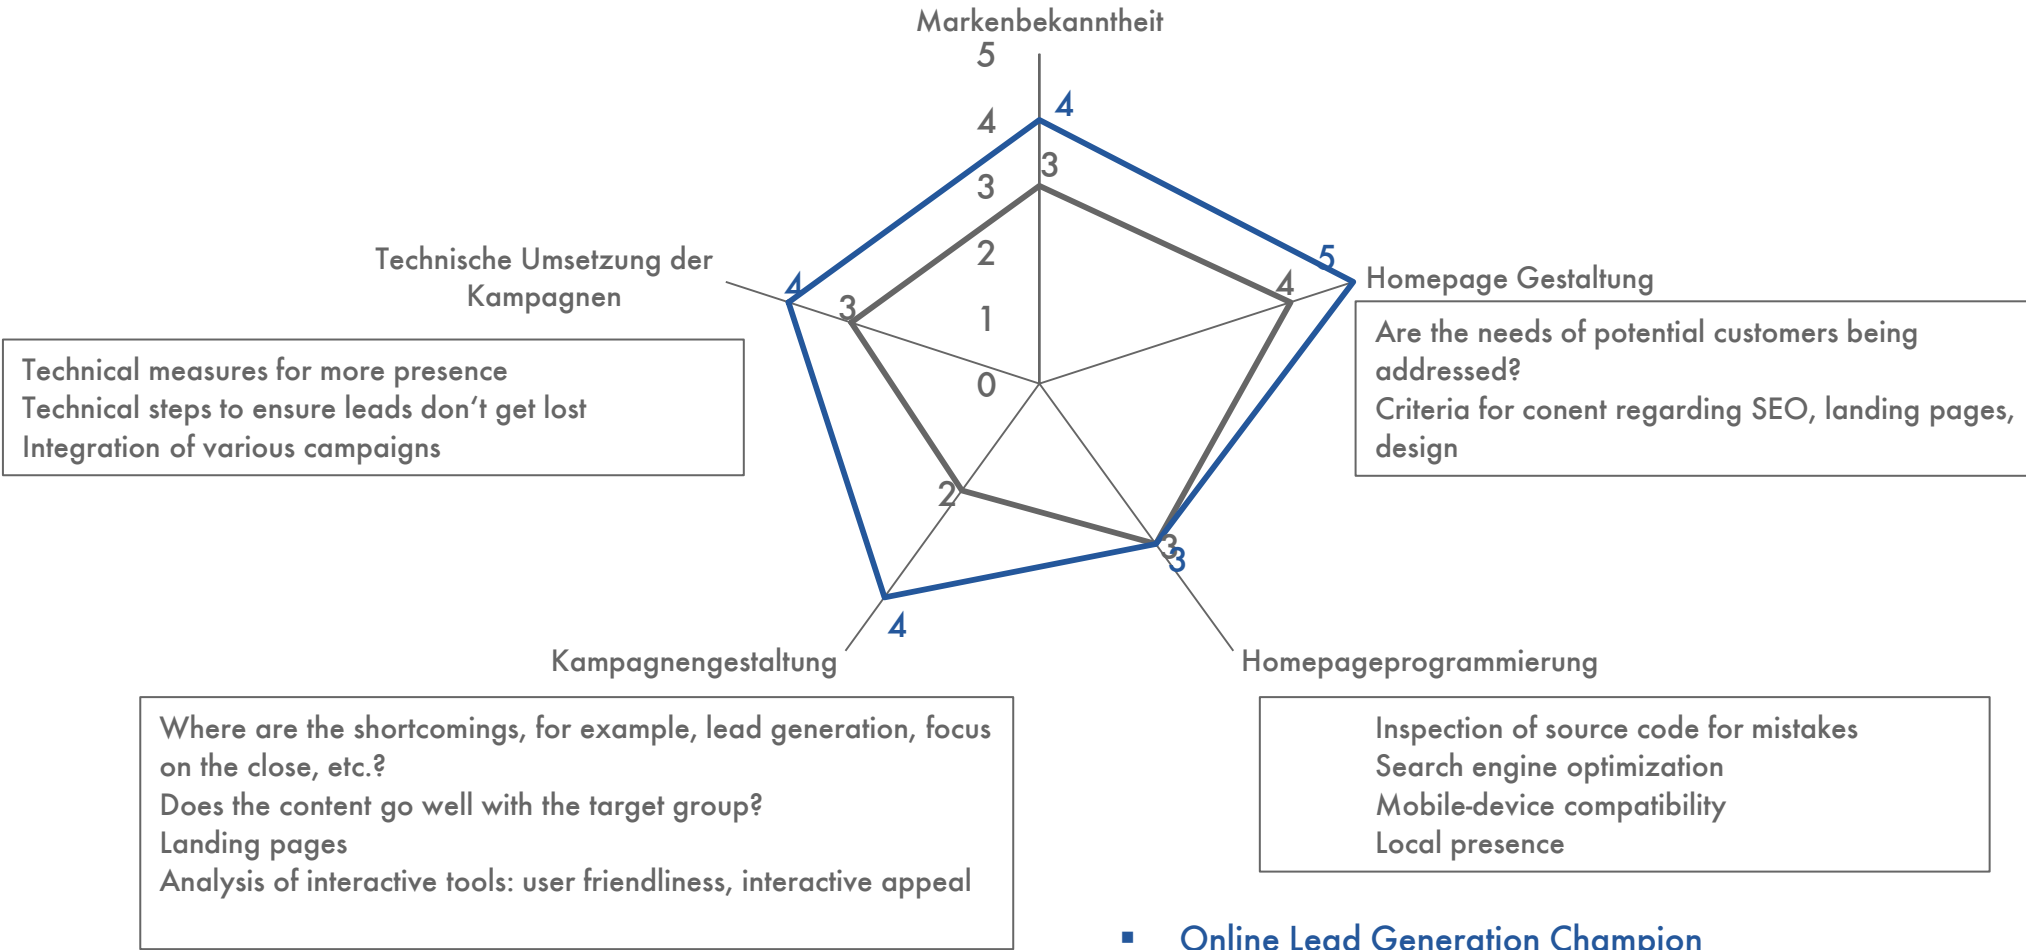 Markenbekanntheit
5
4
4
3
3
2
1
0
5
4
Homepage Gestaltung
Are the needs of potential customers being
addressed?
Criteria for conent regarding SEO, landing pages,
design
Technische Umsetzung der
Kampagnen
4
3
Technical measures for more presence
Technical steps to ensure leads don‘t get lost
Integration of various campaigns
2
4
3
3
Kampagnengestaltung
Where are the shortcomings, for example, lead generation, focus
on the close, etc.?
Does the content go well with the target group?
Landing pages
Analysis of interactive tools: user friendliness, interactive appeal
Homepageprogrammierung
Inspection of source code for mistakes
Search engine optimization
Mobile-device compatibility
Local presence
▪ Online Lead Generation Champion